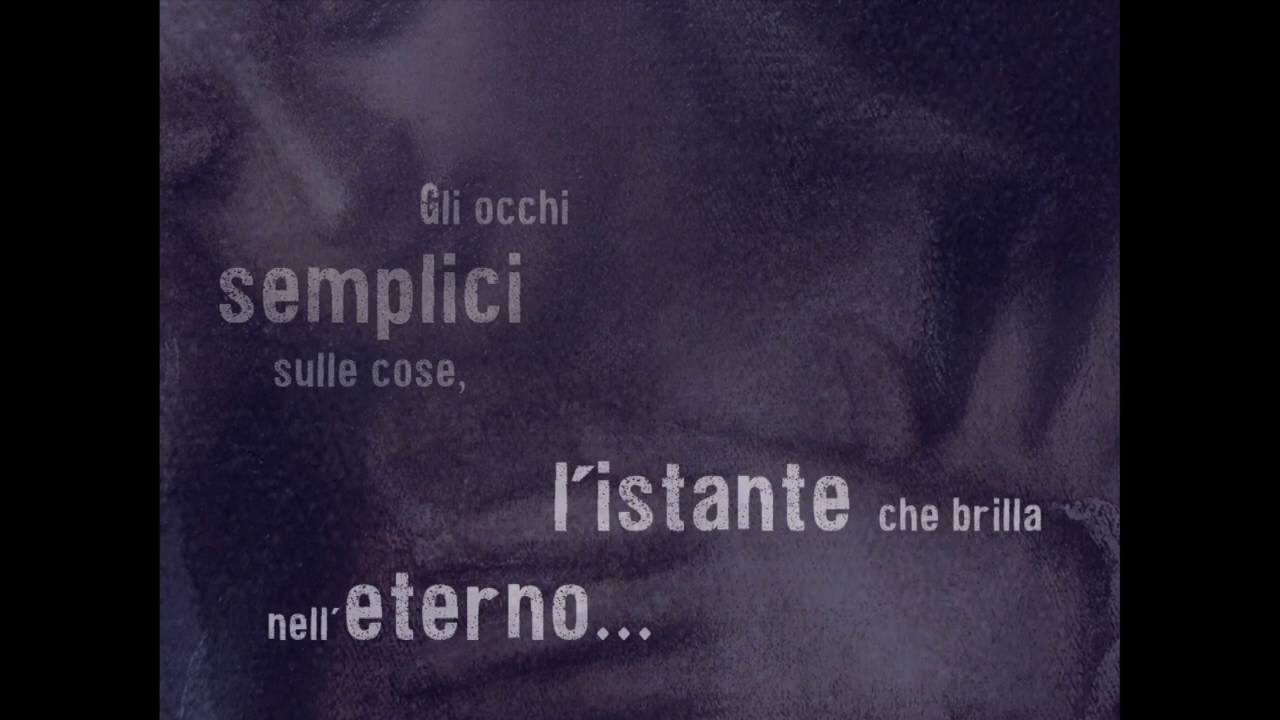 Gli occhi
semplici
sulle cose,
l'istante che brilla
nell'eterno...